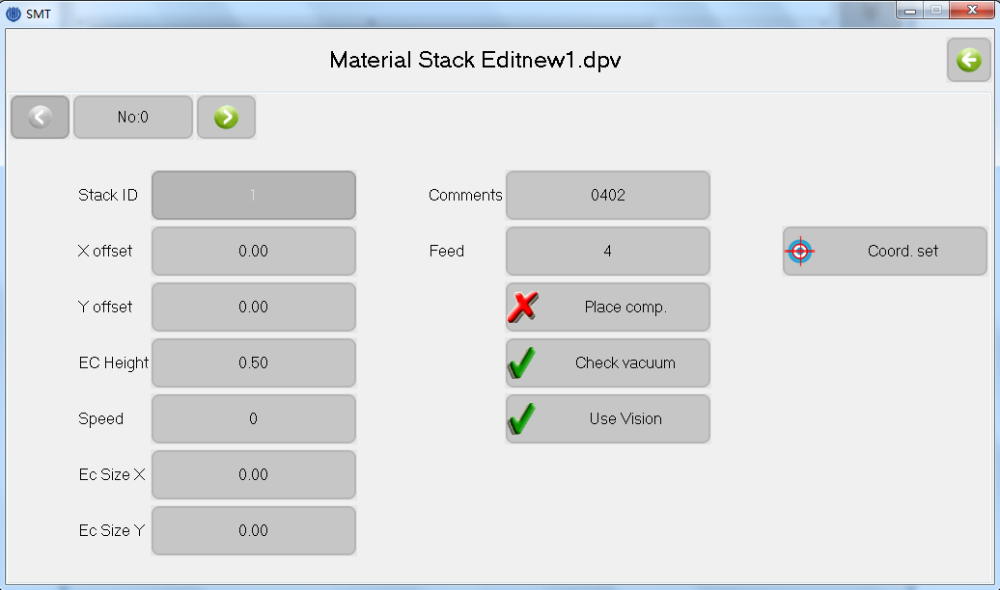 SMT
Material Stack Editnew1.dpv
No:0
Stack ID 1 Comments 0402
X offset 0.00 Feed 4 Coord. set
Y offset 0.00 Place comp.
EC Height 0.50 Check vacuum
Speed 0 Use Vision
Ec Size X 0.00
Ec Size Y 0.00